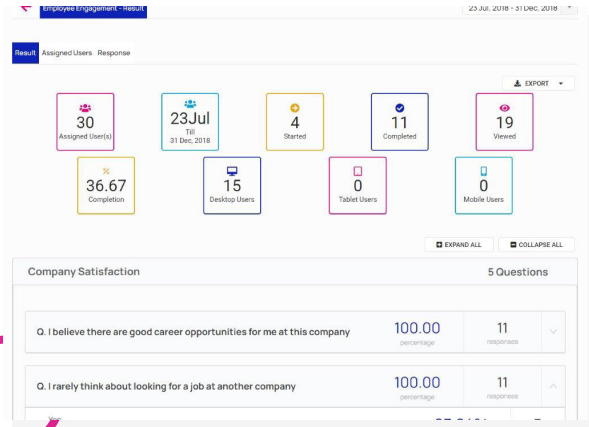 Employee Engagement - Result
23 Jul, 2018 - 31 Dec, 2018
Result Assigned Users Response
EXPORT
30
Assigned User(s)
23Jul
Till
31 Dec, 2018
4
Started
11
Completed
19
Viewed
%
36.67
Completion
15
Desktop Users
0
Tablet Users
0
Mobile Users
EXPAND ALL
COLLAPSE ALL
Company Satisfaction
5 Questions
Q. I believe there are good career opportunities for me at this company
100.00
percentage
11
responses
Q. I rarely think about looking for a job at another company
100.00
percentage
11
responses